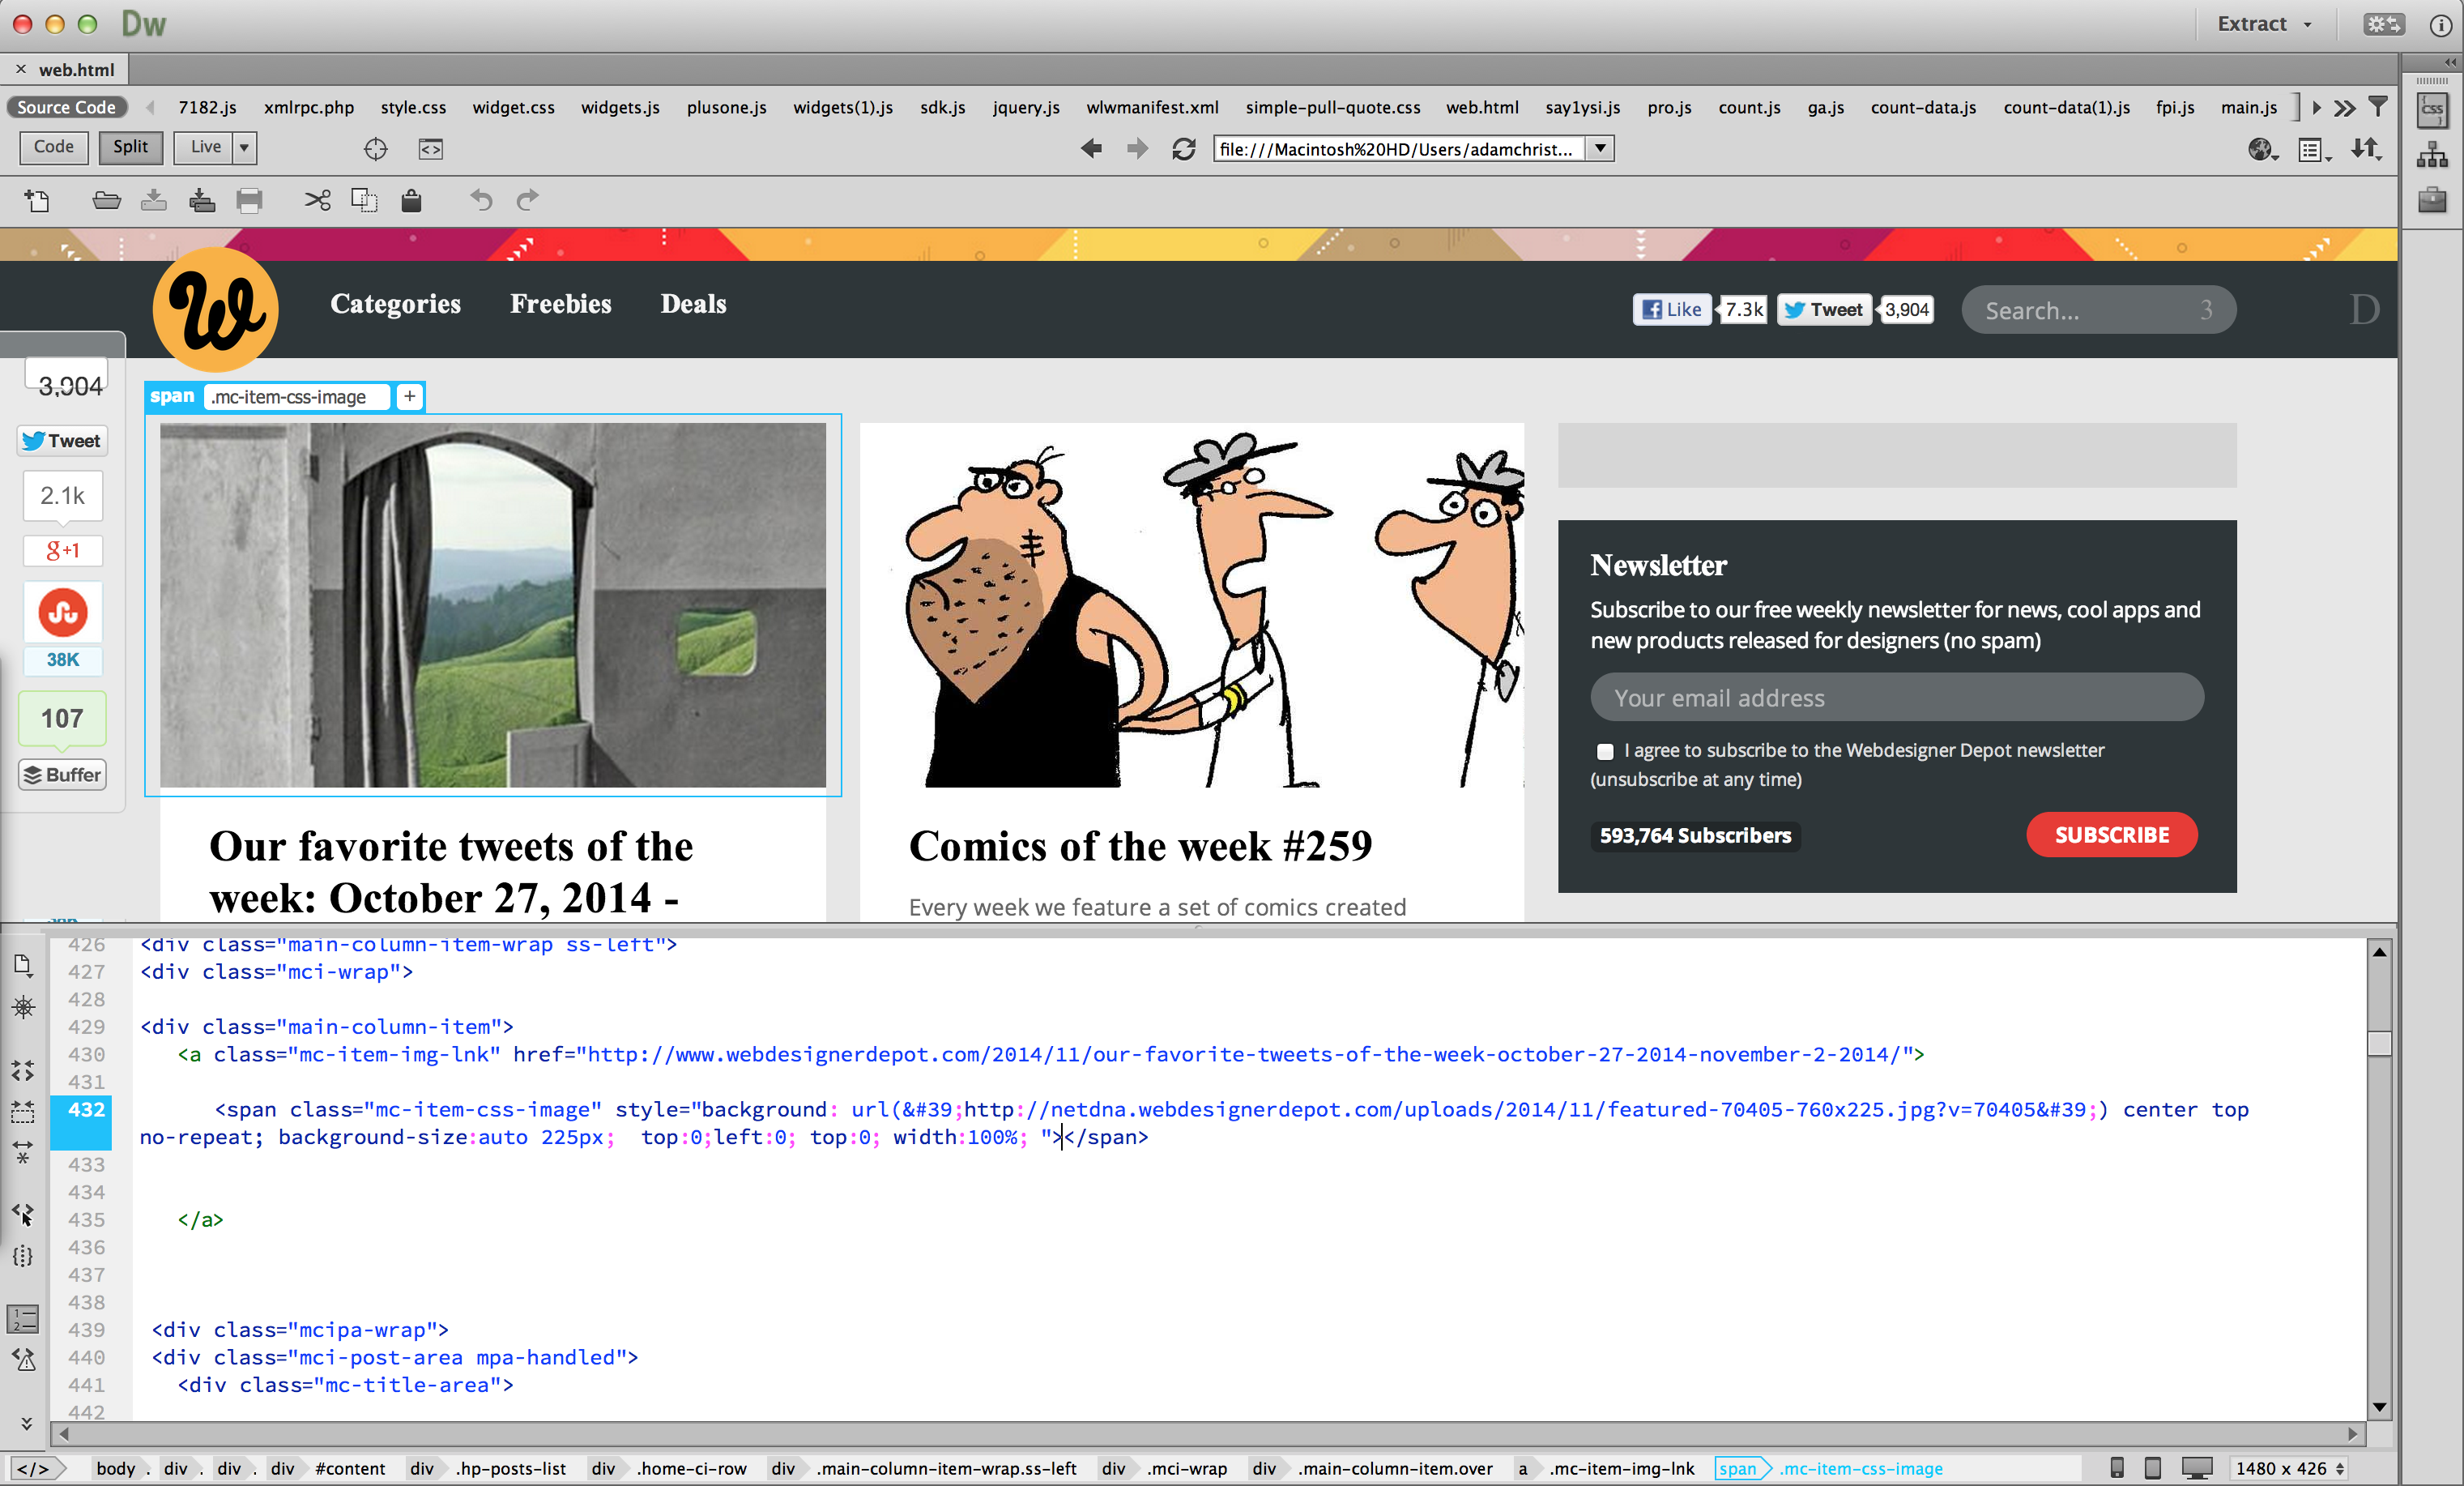 Dw
Extract
× web.html
Source Code 7182.js xmlrpc.php style.css widget.css widgets.js plusone.js widgets(1).js sdk.js jquery.js wlwmanifest.xml simple-pull-quote.css web.html say1ysi.js pro.js count.js ga.js count-data.js count-data(1).js fpi.js main.js
Code Split Live
file:///Macintosh%20HD/Users/adamchrist...
css
W
Categories Freebies Deals
Like 7.3k Tweet 3,904 Search... 3 D
3,904
Tweet
2.1k
g+1
38K
107
Buffer
span .mc-item-css-image +
Our favorite tweets of the
week: October 27, 2014 –
Comics of the week #259
Every week we feature a set of comics created
Newsletter
Subscribe to our free weekly newsletter for news, cool apps and
new products released for designers (no spam)
Your email address
I agree to subscribe to the Webdesigner Depot newsletter
(unsubscribe at any time)
593,764 Subscribers SUBSCRIBE
426 <div class="main-column-item-wrap ss-left">
427 <div class="mci-wrap">
428
429 <div class="main-column-item">
430 <a class="mc-item-img-lnk" href="http://www.webdesignerdepot.com/2014/11/our-favorite-tweets-of-the-week-october-27-2014-november-2-2014/">
431
432 <span class="mc-item-css-image" style="background: url(&#39;http://netdna.webdesignerdepot.com/uploads/2014/11/featured-70405-760x225.jpg?v=70405&#39;) center top
no-repeat; background-size:auto 225px;  top:0;left:0; top:0; width:100%; "></span>
433
434
435 </a>
436
437
438
439 <div class="mcipa-wrap">
440 <div class="mci-post-area mpa-handled">
441 <div class="mc-title-area">
442
</> body . div . div . div #content div .hp-posts-list div .home-ci-row div .main-column-item-wrap.ss-left div .mci-wrap div .main-column-item.over a .mc-item-img-lnk span .mc-item-css-image 1480 x 426